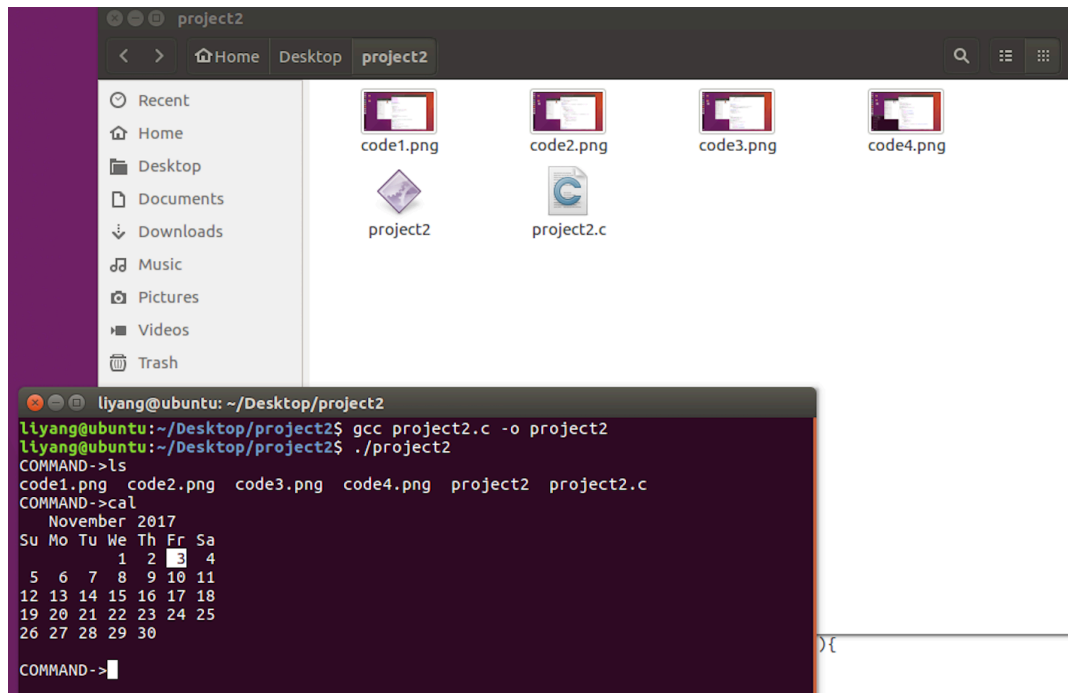 project2
Home Desktop project2
Recent
Home
Desktop
Documents
Downloads
Music
Pictures
Videos
Trash
code1.png code2.png code3.png code4.png
project2 project2.c
liyang@ubuntu: ~/Desktop/project2
liyang@ubuntu:~/Desktop/project2$ gcc project2.c -o project2
liyang@ubuntu:~/Desktop/project2$ ./project2
COMMAND->ls
code1.png  code2.png  code3.png  code4.png  project2  project2.c
COMMAND->cal
   November 2017
Su Mo Tu We Th Fr Sa
          1  2  3  4
 5  6  7  8  9 10 11
12 13 14 15 16 17 18
19 20 21 22 23 24 25
26 27 28 29 30
COMMAND->
){